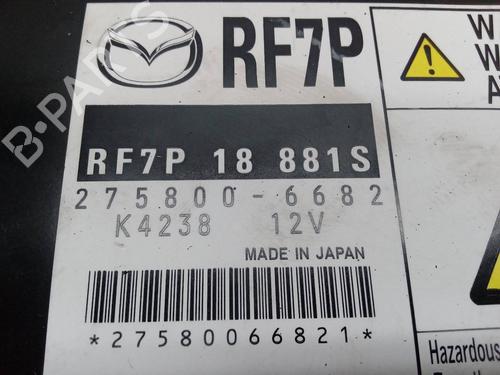 RF7P
RF7P 18 881S
275800-6682
K4238 12V
MADE IN JAPAN
*27580066821*
Hazardous
B-PARTS